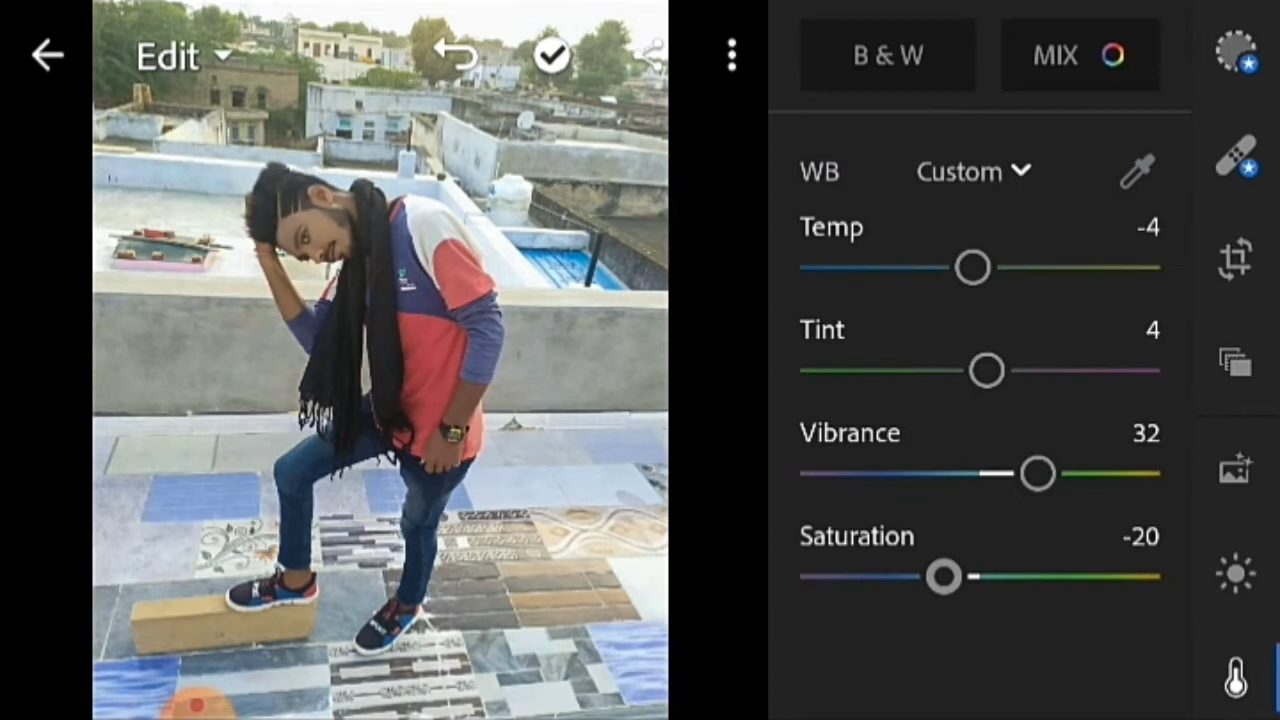 Edit
B & W
MIX
WB
Custom
Temp
-4
Tint
4
Vibrance
32
Saturation
-20